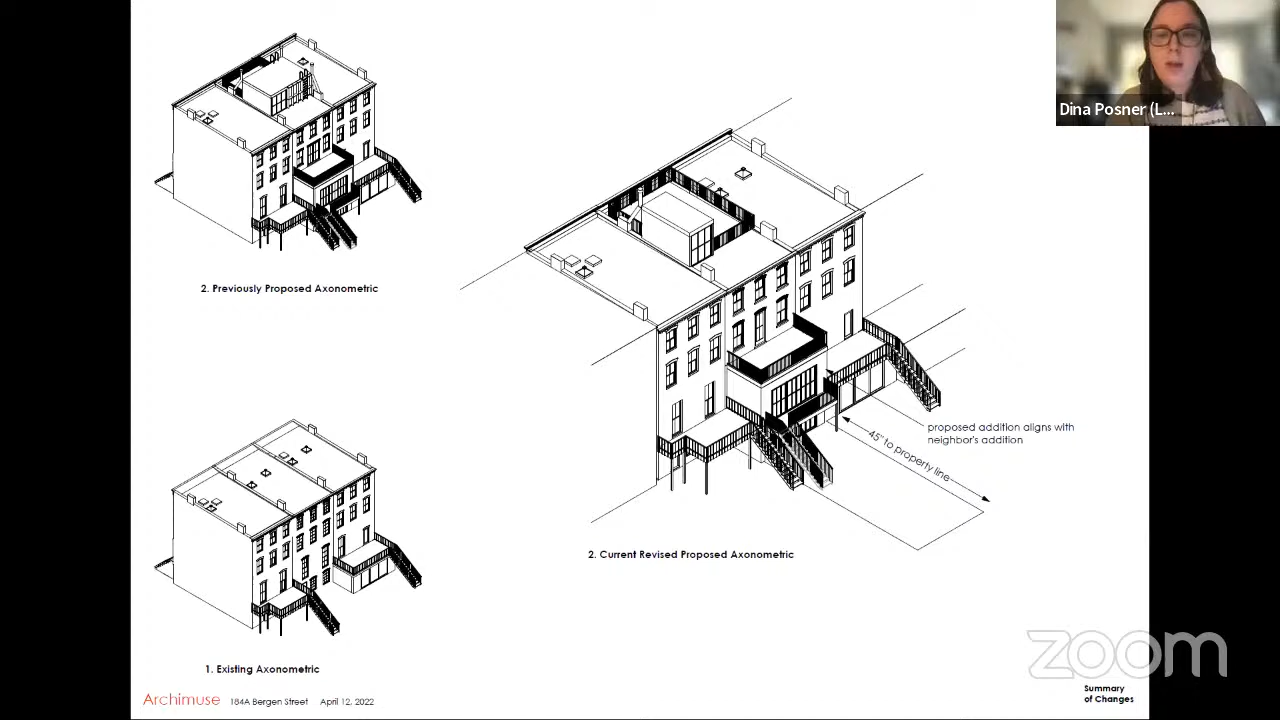 Dina Posner (L...
2. Previously Proposed Axonometric
proposed addition aligns with
neighbor's addition
45" to property line
2. Current Revised Proposed Axonometric
1. Existing Axonometric
zoom
Archimuse 184A Bergen Street April 12, 2022
Summary
of Changes